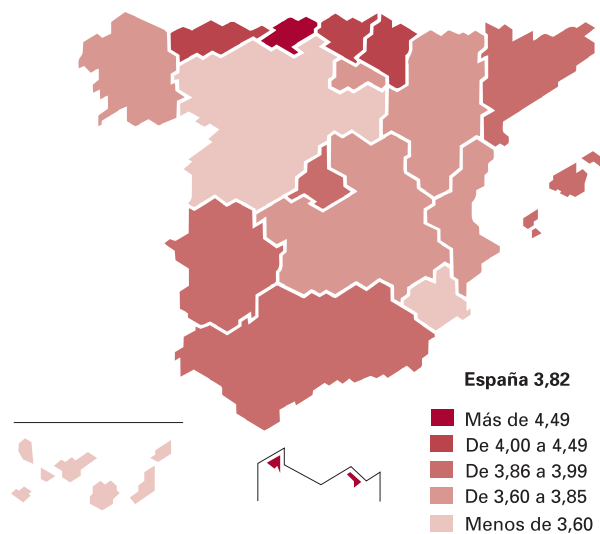 España 3,82
Más de 4,49
De 4,00 a 4,49
De 3,86 a 3,99
De 3,60 a 3,85
Menos de 3,60